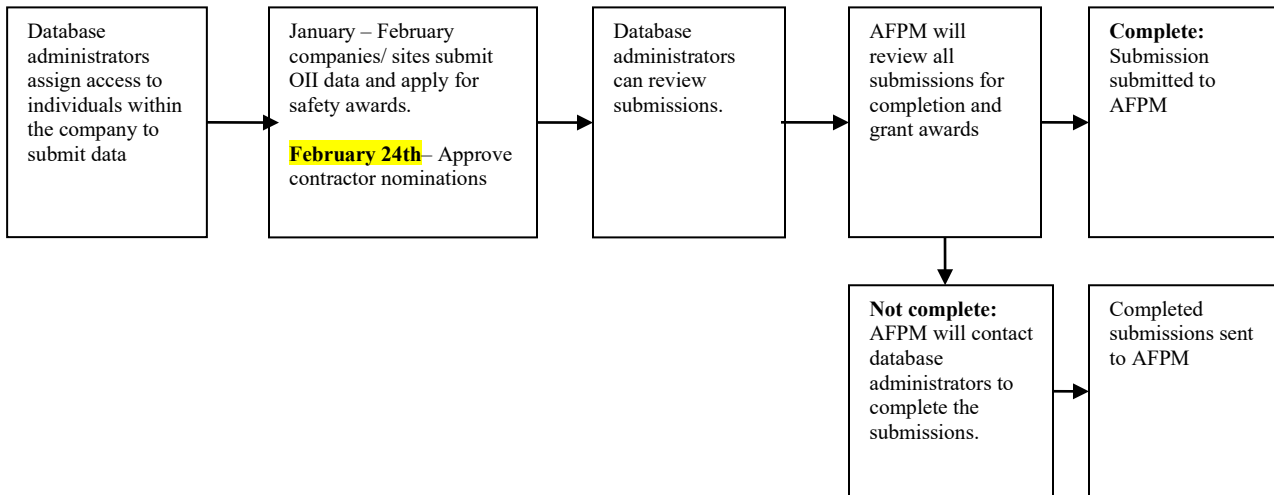 Database
administrators
assign access to
individuals within
the company to
submit data
January – February
companies/ sites submit
OII data and apply for
safety awards.
February 24th– Approve
contractor nominations
Database
administrators
can review
submissions.
AFPM will
review all
submissions for
completion and
grant awards
Complete:
Submission
submitted to
AFPM
Not complete:
AFPM will contact
database
administrators to
complete the
submissions.
Completed
submissions sent
to AFPM